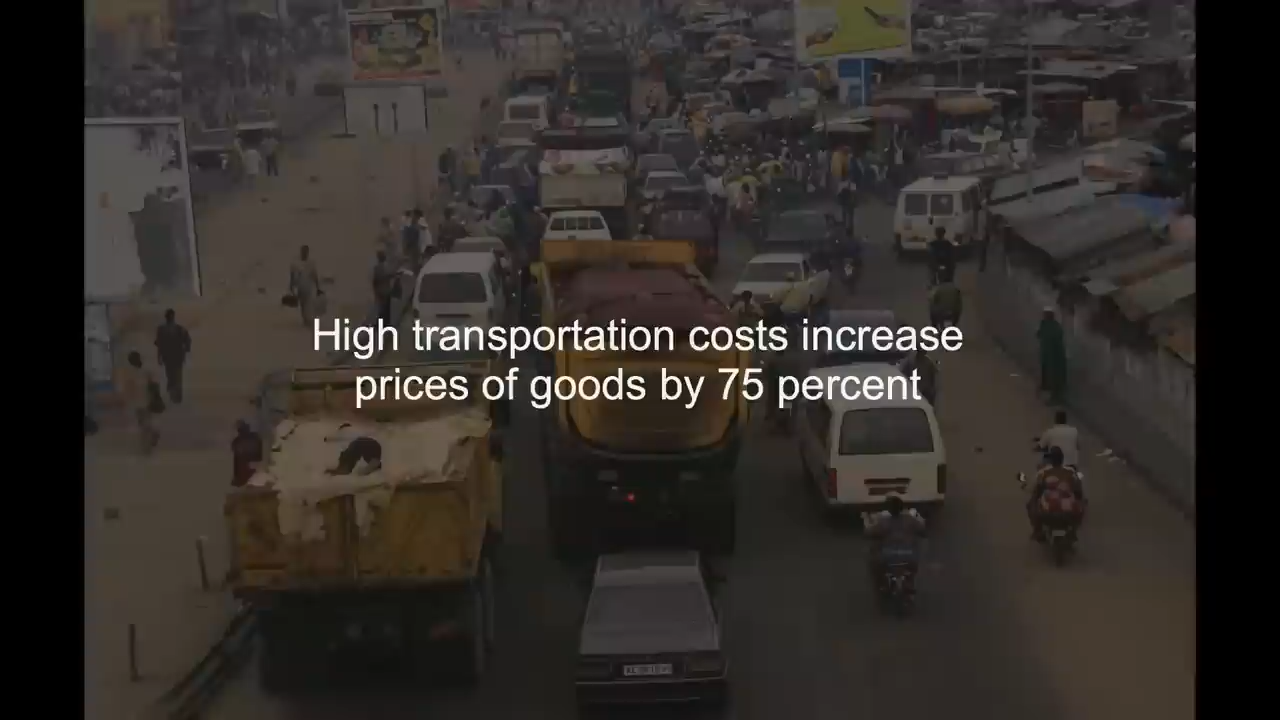 High transportation costs increase
prices of goods by 75 percent